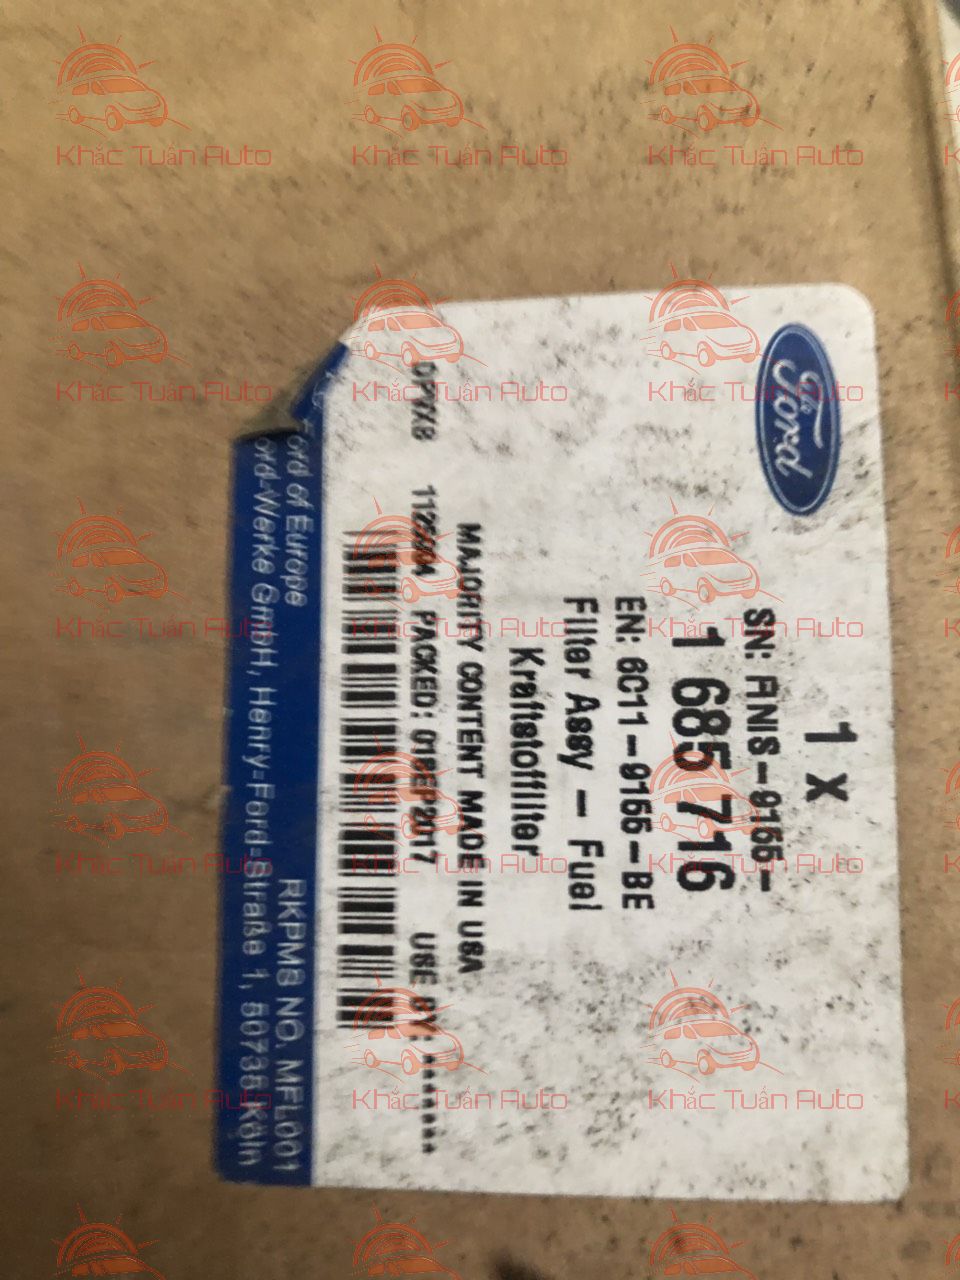 Ford
1 x
SN: FINIS-9155-
1 685 716
EN: 6C11-9155-BE
Filter Assy - Fuel
Kraftstofffilter
MAJORITY CONTENT MADE IN USA
PACKED: 01SEP2017 USE BY: ********
Ford of Europe RKPMS NO. MFL001
Ford-Werke GmbH, Henry-Ford-Straße 1, 50735 Köln
Khắc Tuấn Auto